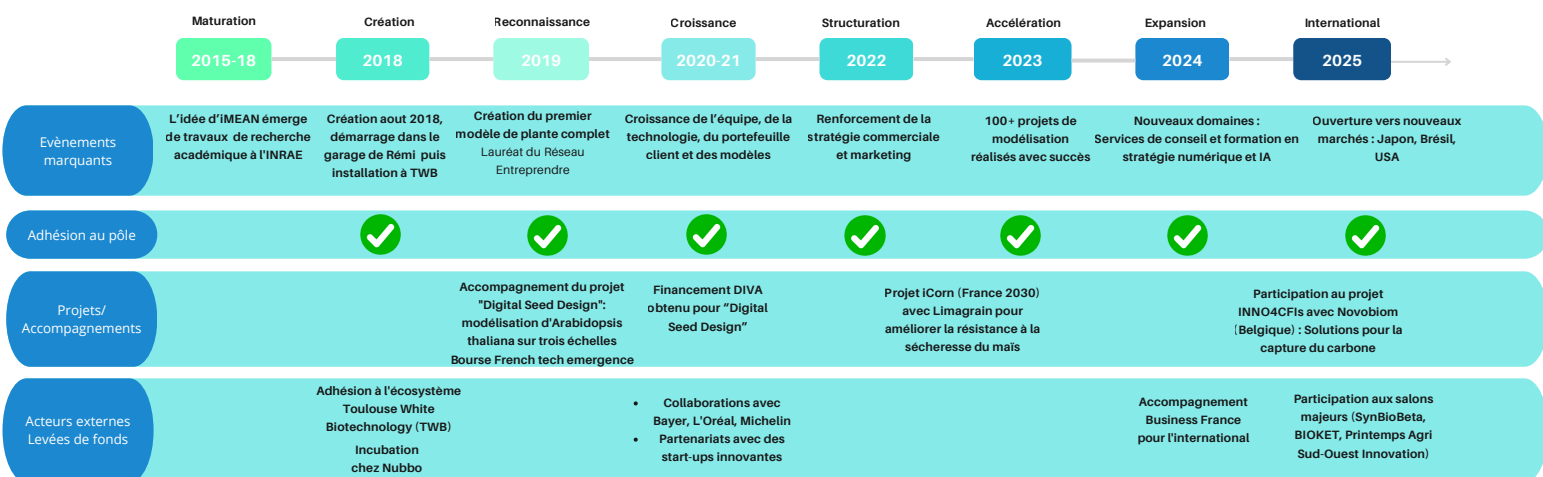 Maturation
Création
Reconnaissance
Croissance
Structuration
Accélération
Expansion
International
2015-18
2018
2019
2020-21
2022
2023
2024
2025
Evènements
marquants
L'idée d'iMEAN émerge
de travaux de recherche
académique à l'INRAE
Création aout 2018,
démarrage dans le
garage de Rémi puis
installation à TWB
Création du premier
modèle de plante complet
Lauréat du Réseau
Entreprendre
Croissance de l'équipe, de la
technologie, du portefeuille
client et des modèles
Renforcement de la
stratégie commerciale
et marketing
100+ projets de
modélisation
réalisés avec succès
Nouveaux domaines :
Services de conseil et formation en
stratégie numérique et IA
Ouverture vers nouveaux
marchés : Japon, Brésil,
USA
Adhésion au pôle
Projets/
Accompagnements
Accompagnement du projet
"Digital Seed Design":
modélisation d'Arabidopsis
thaliana sur trois échelles
Bourse French tech emergence
Financement DIVA
obtenu pour “Digital
Seed Design”
Projet iCorn (France 2030)
avec Limagrain pour
améliorer la résistance à la
sécheresse du maïs
Participation au projet
INNO4CFIs avec Novobiom
(Belgique) : Solutions pour la
capture du carbone
Acteurs externes
Levées de fonds
Adhésion à l'écosystème
Toulouse White
Biotechnology (TWB)
Incubation
chez Nubbo
• Collaborations avec
Bayer, L'Oréal, Michelin
• Partenariats avec des
start-ups innovantes
Accompagnement
Business France
pour l'international
Participation aux salons
majeurs (SynBioBeta,
BIOKET, Printemps Agri
Sud-Ouest Innovation)